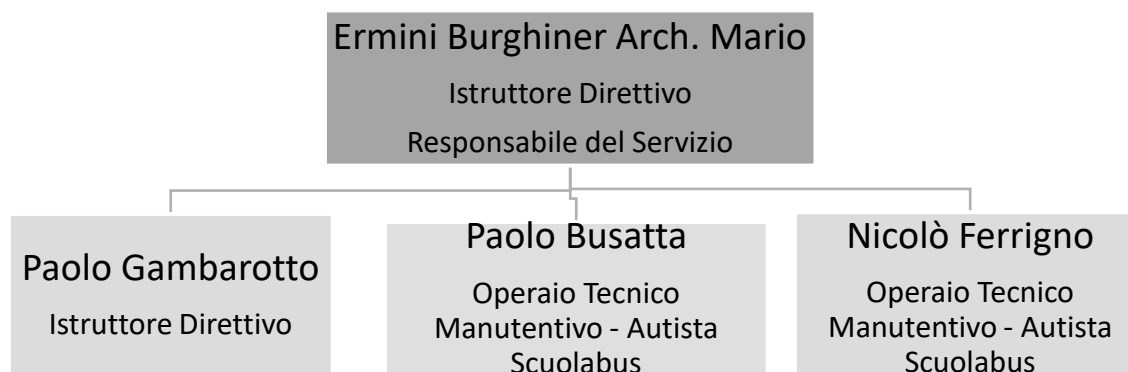 Ermini Burghiner Arch. Mario
Istruttore Direttivo
Responsabile del Servizio
Paolo Gambarotto
Istruttore Direttivo
Paolo Busatta
Operaio Tecnico
Manutentivo - Autista
Scuolabus
Nicolò Ferrigno
Operaio Tecnico
Manutentivo - Autista
Scuolabus